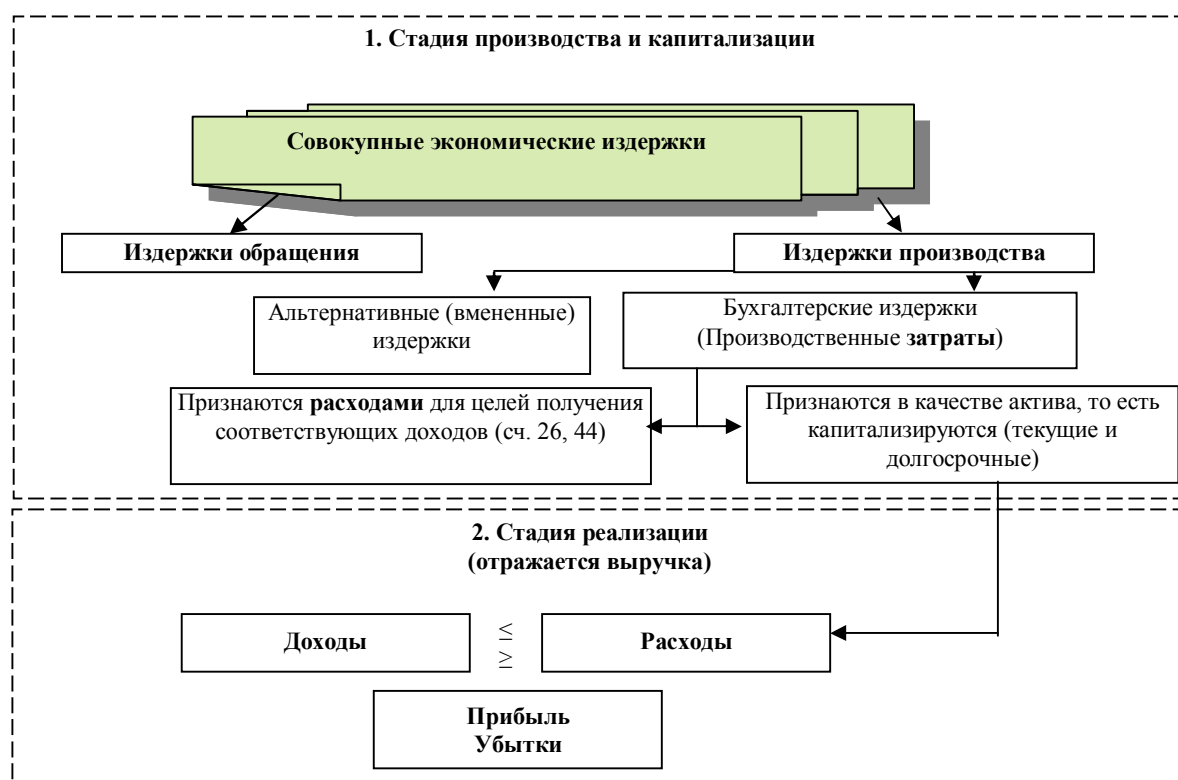 1. Стадия производства и капитализации
Совокупные экономические издержки
Издержки обращения
Издержки производства
Альтернативные (вмененные)
издержки
Бухгалтерские издержки
(Производственные затраты)
Признаются расходами для целей получения
соответствующих доходов (сч. 26, 44)
Признаются в качестве актива, то есть
капитализируются (текущие и
долгосрочные)
2. Стадия реализации
(отражается выручка)
Доходы
≤
≥
Расходы
Прибыль
Убытки